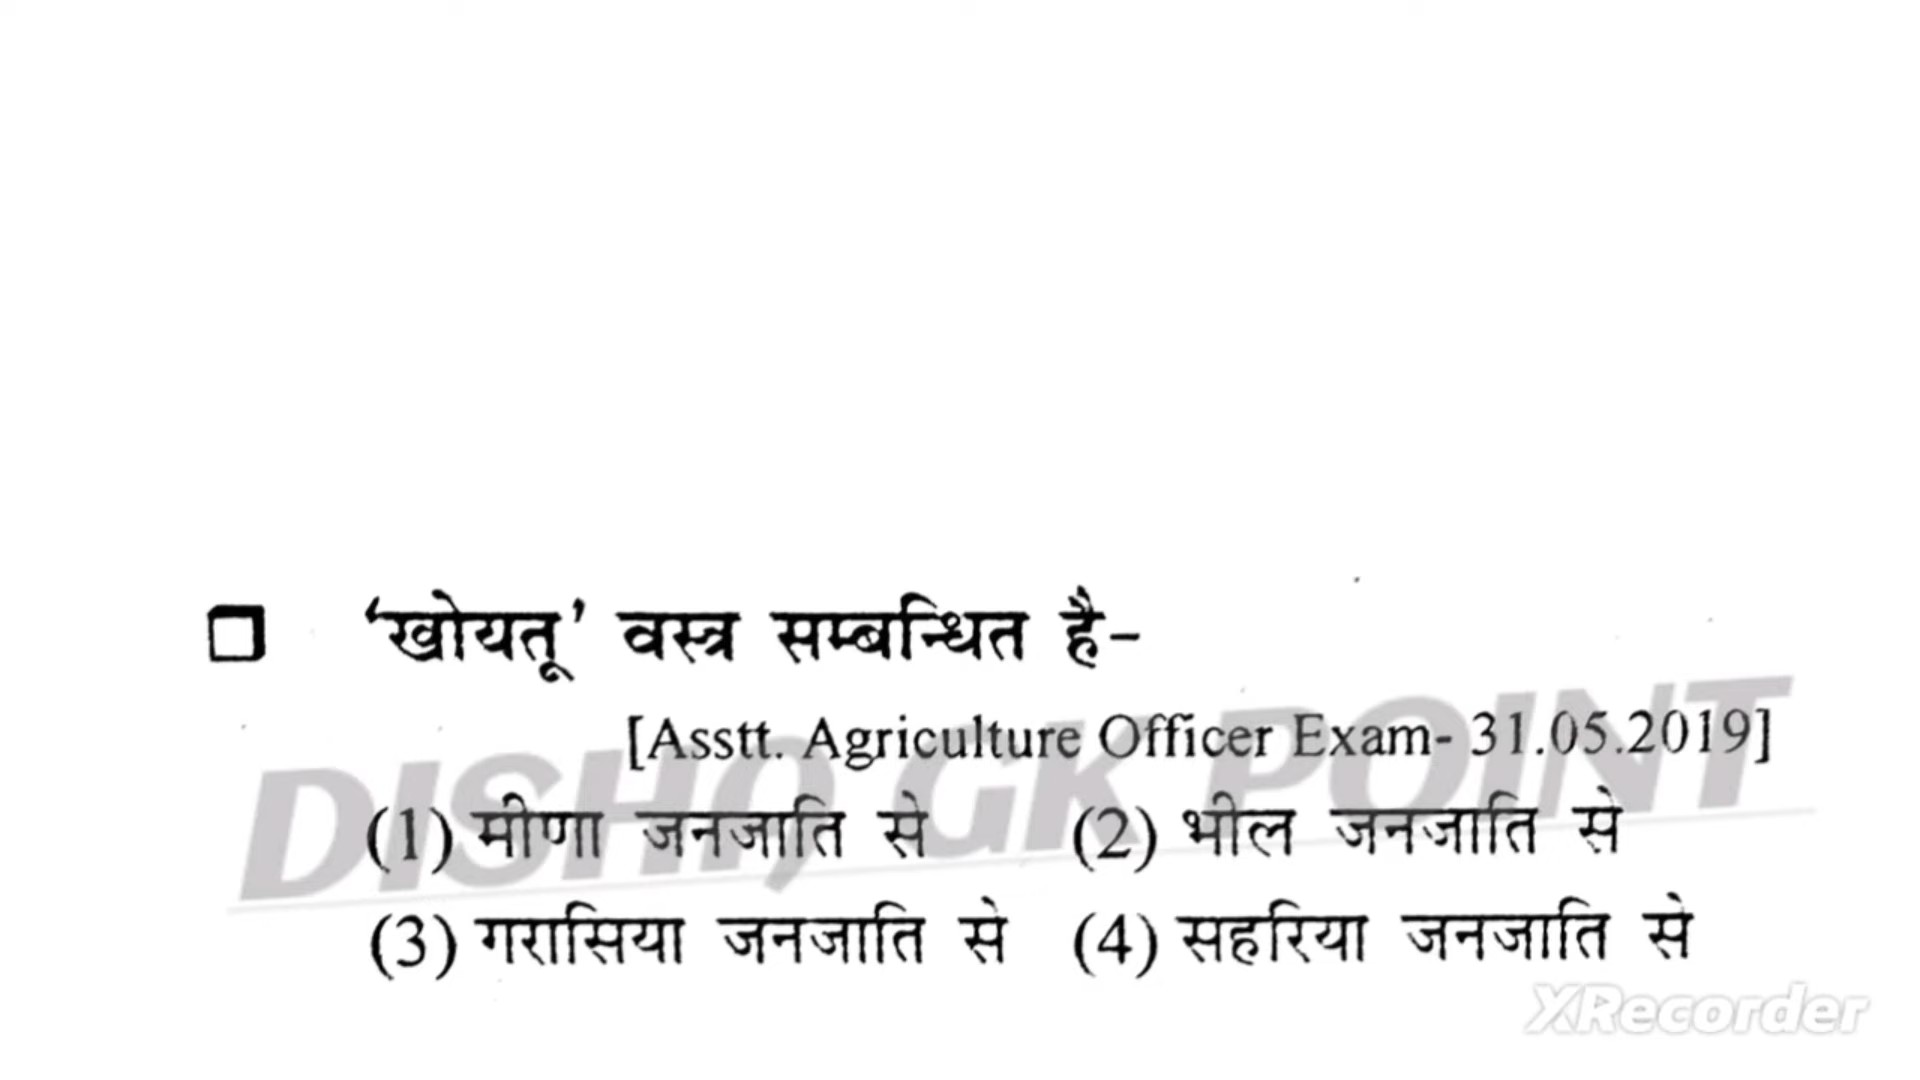 □ ‘खोयतू’ वस्त्र सम्बन्धित है-
[Asstt. Agriculture Officer Exam- 31.05.2019]
(1) मीणा जनजाति से (2) भील जनजाति से
(3) गरासिया जनजाति से (4) सहरिया जनजाति से
DISHQ GK POINT
XRecorder